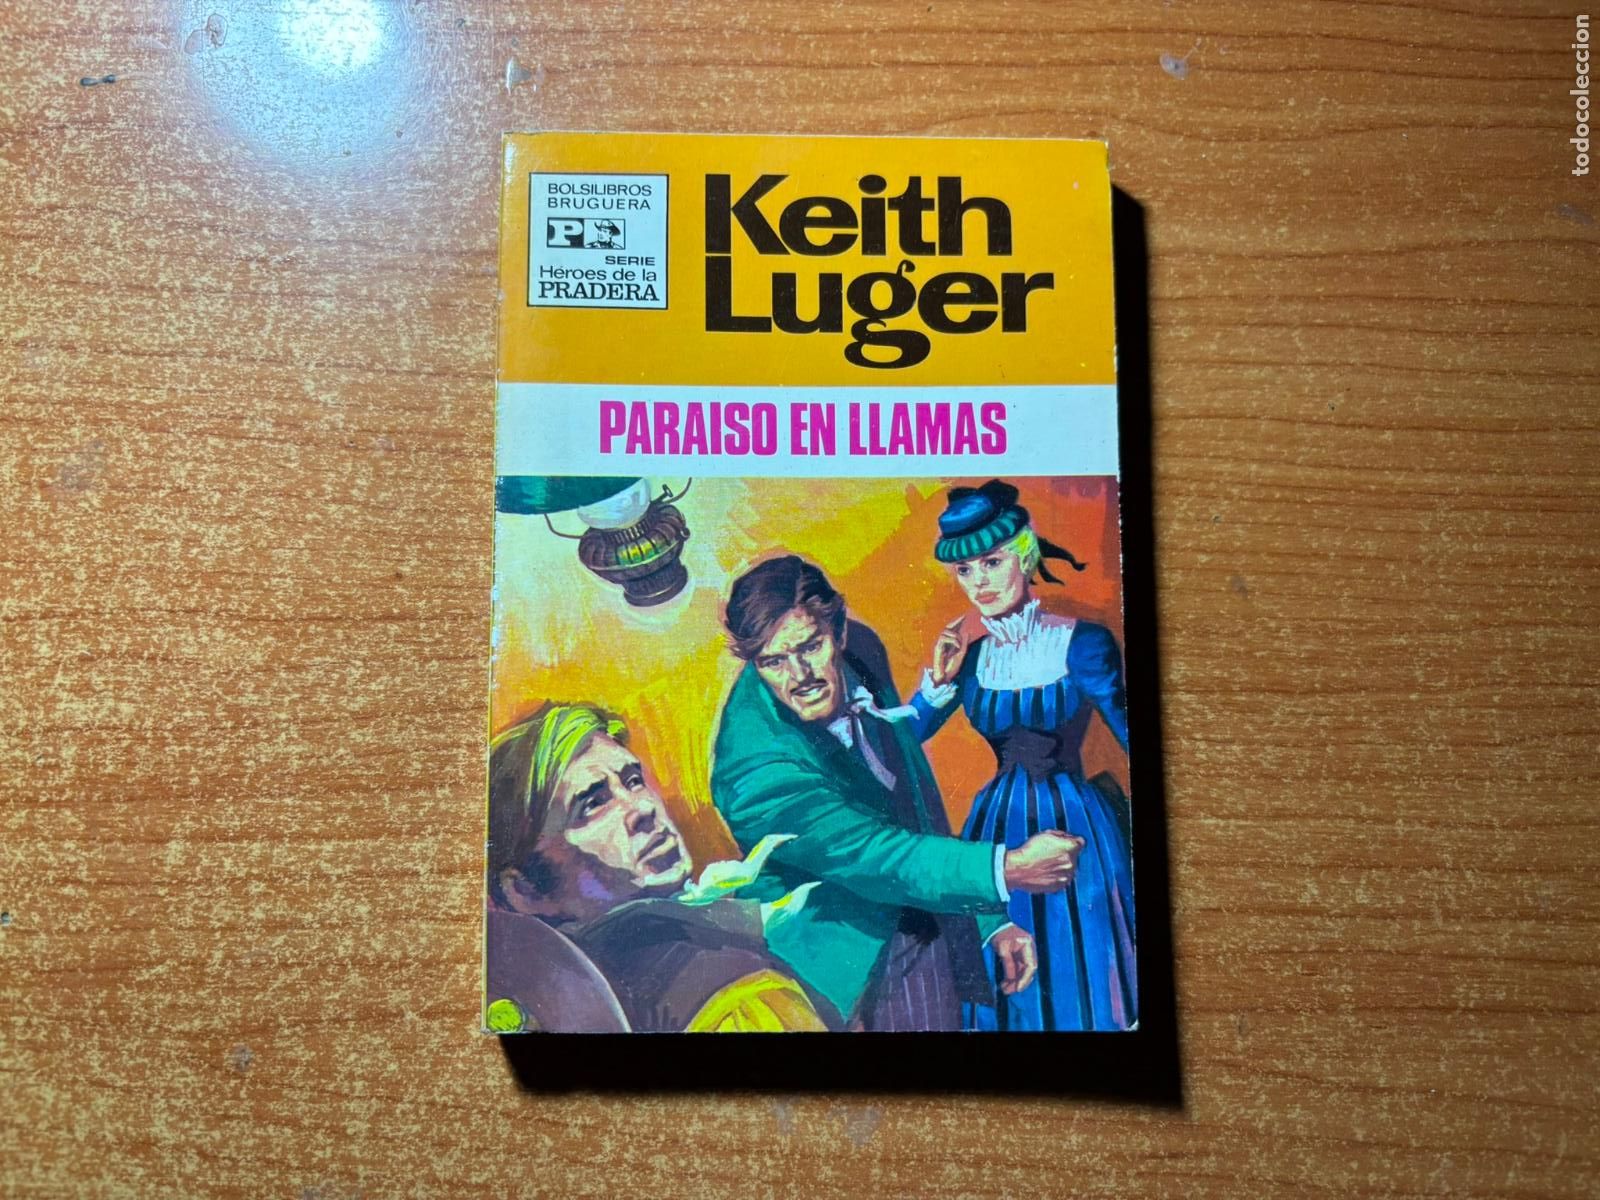 BOLSILIBROS
BRUGUERA
P
SERIE
Héroes de la
PRADERA
Keith
Luger
PARAISO EN LLAMAS
todocoleccion